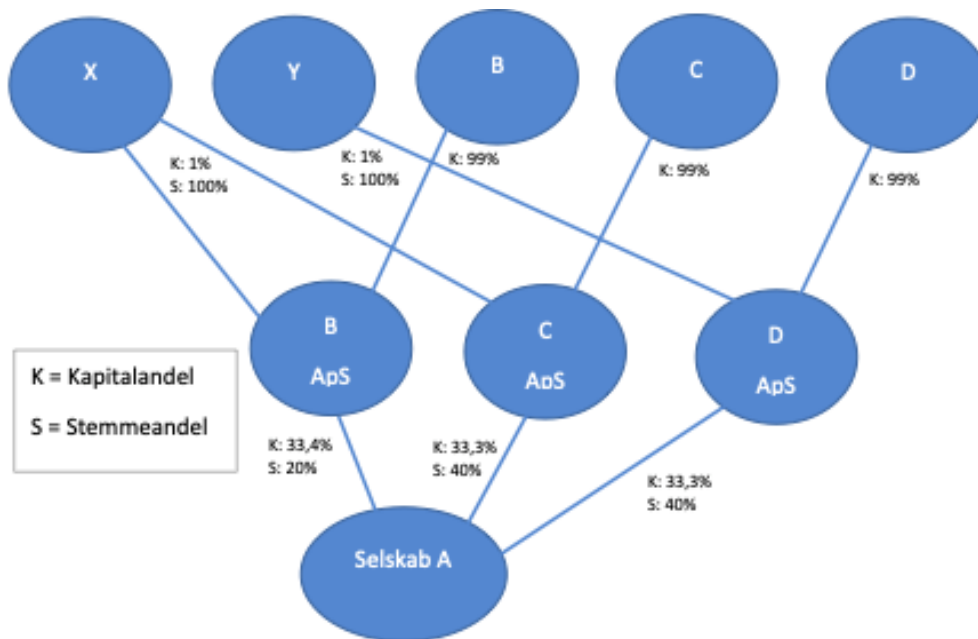 X
Y
B
C
D
K: 1%
S: 100%
K: 1%
S: 100%
K: 99%
K: 99%
K: 99%
B
ApS
C
ApS
D
ApS
K = Kapitalandel
S = Stemmeandel
K: 33,4%
S: 20%
K: 33,3%
S: 40%
K: 33,3%
S: 40%
Selskab A